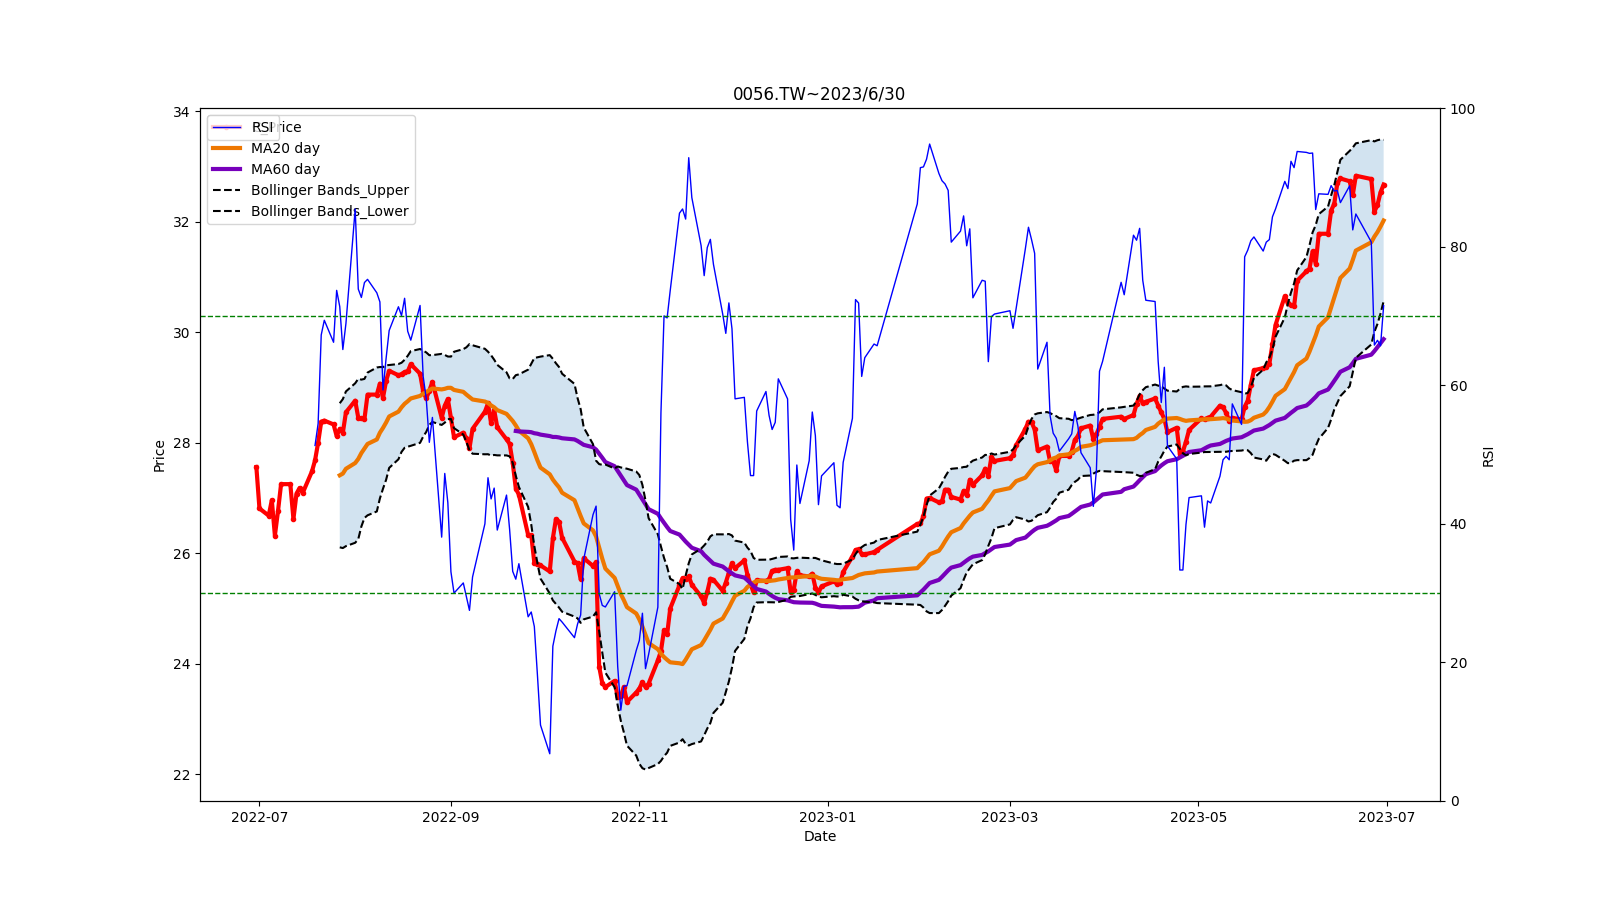 0056.TW~2023/6/30
34
32
30
28
26
24
22
Price
RSI
Price
MA20 day
MA60 day
Bollinger Bands_Upper
Bollinger Bands_Lower
100
80
60
40
20
0
RSI
2022-07 2022-09 2022-11 2023-01 2023-03 2023-05 2023-07
Date